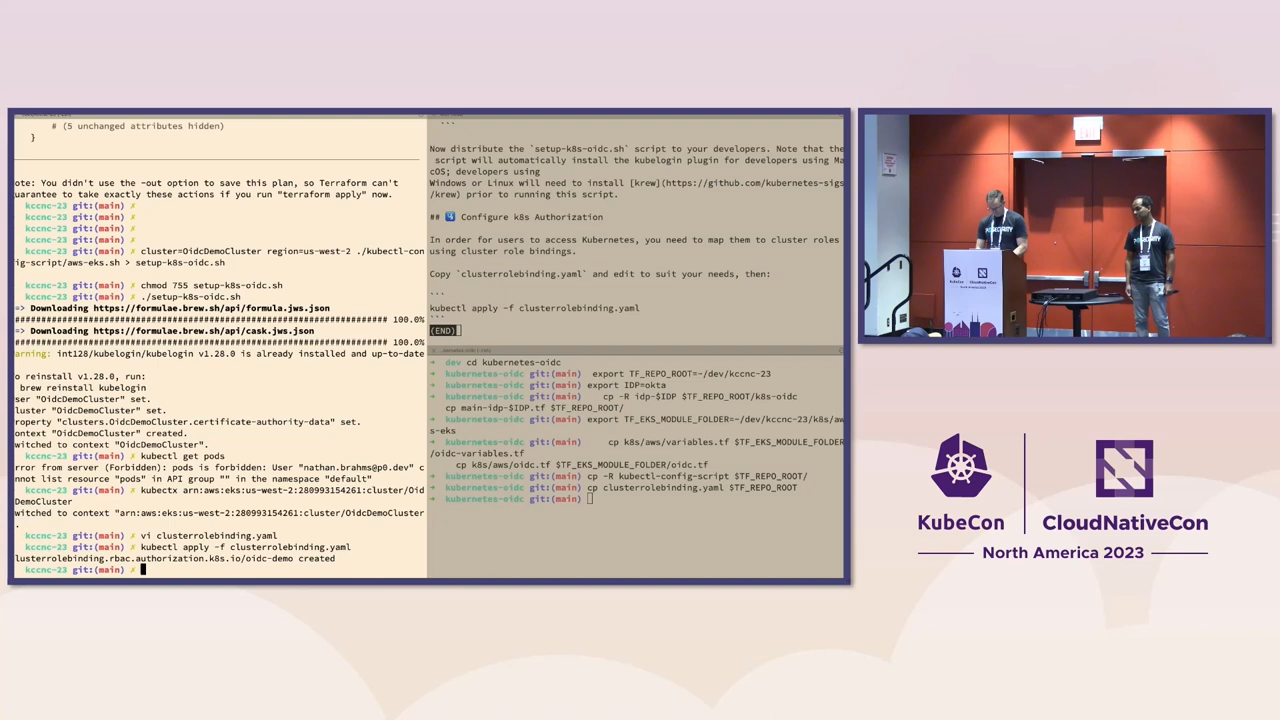 # (5 unchanged attributes hidden)
}
ote: You didn't use the -out option to save this plan, so Terraform can't
uarantee to take exactly these actions if you run "terraform apply" now.
kccnc-23 git:(main) ✗
kccnc-23 git:(main) ✗
kccnc-23 git:(main) ✗
kccnc-23 git:(main) ✗
kccnc-23 git:(main) ✗ cluster=OidcDemoCluster region=us-west-2 ./kubectl-con
ig-script/aws-eks.sh > setup-k8s-oidc.sh
kccnc-23 git:(main) ✗ chmod 755 setup-k8s-oidc.sh
kccnc-23 git:(main) ✗ ./setup-k8s-oidc.sh
=> Downloading https://formulae.brew.sh/api/formula.jws.json
######################################################################## 100.0%
=> Downloading https://formulae.brew.sh/api/cask.jws.json
######################################################################## 100.0%
arning: int128/kubelogin/kubelogin v1.28.0 is already installed and up-to-date
o reinstall v1.28.0, run:
brew reinstall kubelogin
ser "OidcDemoCluster" set.
luster "OidcDemoCluster" set.
roperty "clusters.OidcDemoCluster.certificate-authority-data" set.
ontext "OidcDemoCluster" created.
witched to context "OidcDemoCluster".
kccnc-23 git:(main) ✗ kubectl get pods
rror from server (Forbidden): pods is forbidden: User "nathan.brahms@p0.dev" c
nnot list resource "pods" in API group "" in the namespace "default"
kccnc-23 git:(main) ✗ kubectx arn:aws:eks:us-west-2:280993154261:cluster/Oid
DemoCluster
witched to context "arn:aws:eks:us-west-2:280993154261:cluster/OidcDemoCluster
.
kccnc-23 git:(main) ✗ vi clusterrolebinding.yaml
kccnc-23 git:(main) ✗ kubectl apply -f clusterrolebinding.yaml
lusterrolebinding.rbac.authorization.k8s.io/oidc-demo created
kccnc-23 git:(main) ✗
```
Now distribute the `setup-k8s-oidc.sh` script to your developers. Note that the
script will automatically install the kubelogin plugin for developers using Ma
cOS; developers using
Windows or Linux will need to install [krew](https://github.com/kubernetes-sigs
/krew) prior to running this script.
## 4️⃣ Configure k8s Authorization
In order for users to access Kubernetes, you need to map them to cluster roles
using cluster role bindings.
Copy `clusterrolebinding.yaml` and edit to suit your needs, then:
```
kubectl apply -f clusterrolebinding.yaml
```
(END)
➜ dev cd kubernetes-oidc
➜ kubernetes-oidc git:(main) export TF_REPO_ROOT=~/dev/kccnc-23
➜ kubernetes-oidc git:(main) export IDP=okta
➜ kubernetes-oidc git:(main) cp -R idp-$IDP $TF_REPO_ROOT/k8s-oidc
cp main-idp-$IDP.tf $TF_REPO_ROOT/
➜ kubernetes-oidc git:(main) export TF_EKS_MODULE_FOLDER=~/dev/kccnc-23/k8s/aw
s-eks
➜ kubernetes-oidc git:(main) cp k8s/aws/variables.tf $TF_EKS_MODULE_FOLDER
/oidc-variables.tf
cp k8s/aws/oidc.tf $TF_EKS_MODULE_FOLDER/oidc.tf
➜ kubernetes-oidc git:(main) cp -R kubectl-config-script $TF_REPO_ROOT/
➜ kubernetes-oidc git:(main) cp clusterrolebinding.yaml $TF_REPO_ROOT
➜ kubernetes-oidc git:(main)
KubeCon
CloudNativeCon
North America 2023